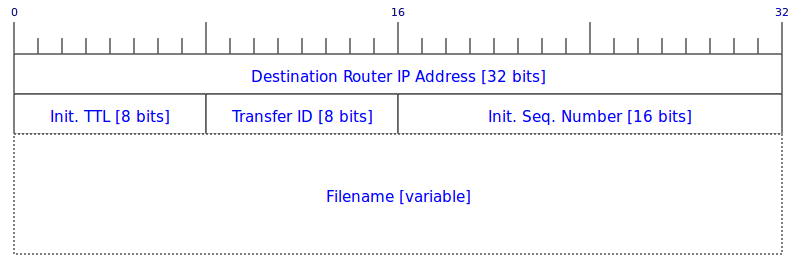 0 16 32
Destination Router IP Address [32 bits]
Init. TTL [8 bits] Transfer ID [8 bits] Init. Seq. Number [16 bits]
Filename [variable]